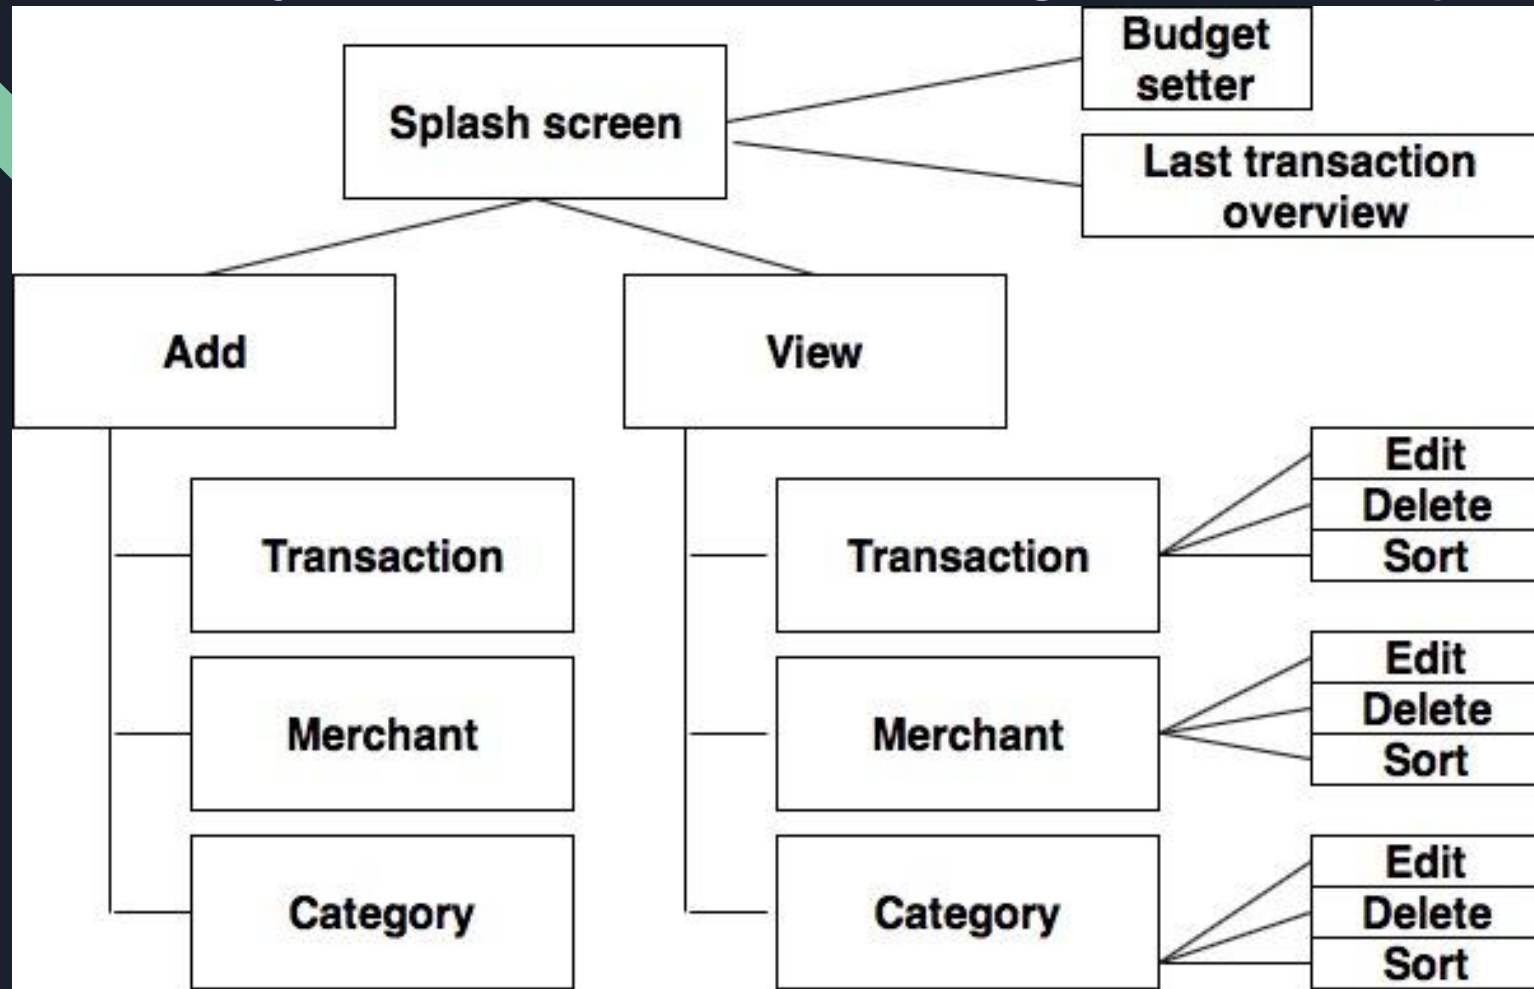 Budget
setter
Splash screen
Last transaction
overview
Add
View
Edit
Delete
Transaction
Transaction
Sort
Edit
Delete
Merchant
Merchant
Sort
Edit
Delete
Category
Category
Sort